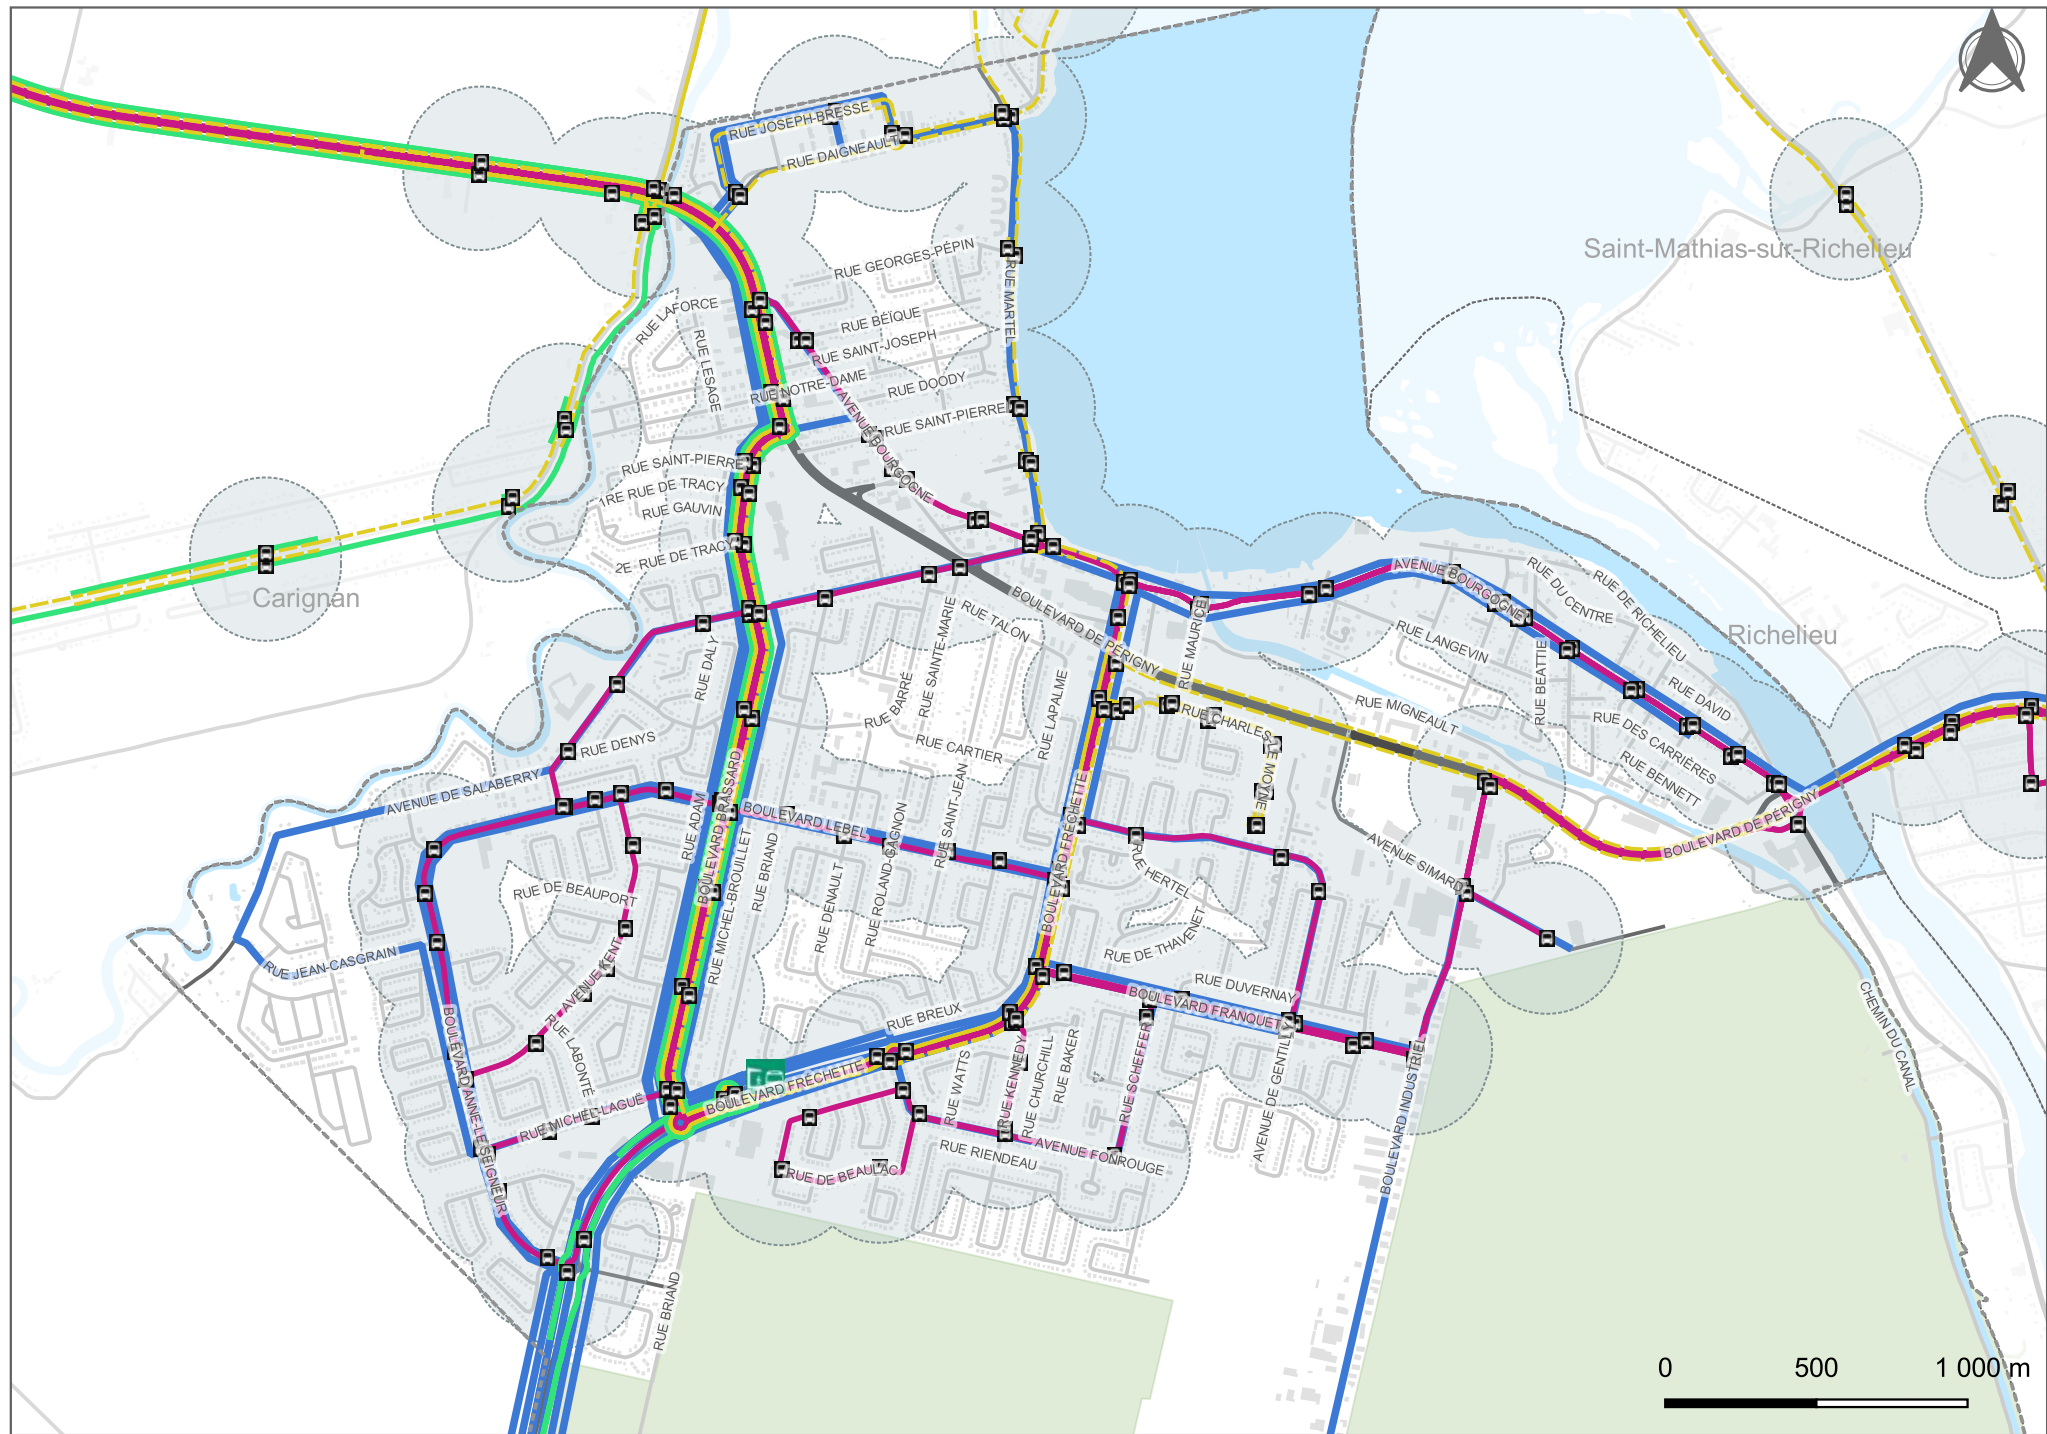 RUE JOSEPH-BRESSE
RUE DAIGNEAULT
RUE GEORGES-PÉPIN
Saint-Mathias-sur-Richelieu
RUE LAFORCE
RUE MARTEL
RUE BÉÏQUE
RUE LESAGE
RUE SAINT-JOSEPH
RUE NOTRE-DAME
RUE DOODY
AVENUE BOURGOGNE
RUE SAINT-PIERRE
RUE SAINT-PIERRE
1RE RUE DE TRACY
RUE GAUVIN
2E RUE DE TRACY
Carignan
AVENUE BOURGOGNE
RUE DU CENTRE
RUE DE RICHELIEU
BOULEVARD DE PÉRIGNY
RUE TALON
RUE SAINTE-MARIE
RUE MAURICE
RUE LANGEVIN
Richelieu
RUE DALY
RUE BARRÉ
RUE LAPALME
RUE BEATTIE
RUE DAVID
RUE DENYS
RUE CARTIER
RUE CHARLES-LE MOYNE
RUE MIGNEAULT
RUE DES CARRIÈRES
RUE BENNETT
AVENUE DE SALABERRY
RUE ADAM
BOULEVARD BRASSARD
BOULEVARD LEBEL
RUE SAINT-JEAN
BOULEVARD FRÉCHETTE
BOULEVARD DE PÉRIGNY
RUE MICHEL-BROUILLET
RUE BRIAND
RUE DENAULT
RUE ROLAND-GAGNON
RUE HERTEL
AVENUE SIMARD
RUE DE BEAUPORT
BOULEVARD FRÉCHETTE
RUE DE THAVENET
RUE JEAN-CASGRAIN
AVENUE KENT
RUE DUVERNAY
BOULEVARD FRANQUET
CHEMIN DU CANAL
RUE BREUX
BOULEVARD ANNE-LE SEIGNEUR
RUE LABONTÉ
RUE MICHEL-LAGUË
BOULEVARD FRÉCHETTE
RUE WATTS
RUE KENNEDY
RUE CHURCHILL
RUE BAKER
RUE SCHEFFER
AVENUE DE GENTILLY
BOULEVARD INDUSTRIEL
RUE RIENDEAU
AVENUE FONROUGE
RUE DE BEAULAC
RUE BRIAND
0 500 1 000 m